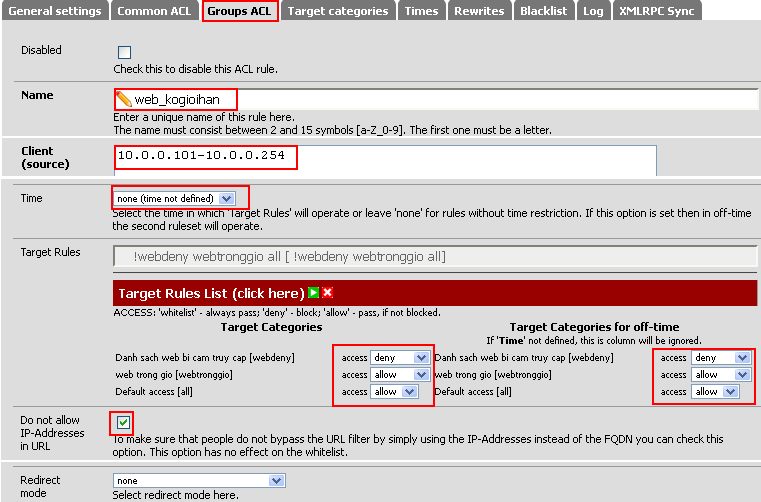 General settings Common ACL Groups ACL Target categories Times Rewrites Blacklist Log XMLRPC Sync
Disabled
Check this to disable this ACL rule.
Name
web_kogioihan
Enter a unique name of this rule here.
The name must consist between 2 and 15 symbols [a-Z_0-9]. The first one must be a letter.
Client
(source)
10.0.0.101-10.0.0.254
Time
none (time not defined)
Select the time in which 'Target Rules' will operate or leave 'none' for rules without time restriction. If this option is set then in off-time
the second ruleset will operate.
Target Rules
!webdeny webtronggio all [ !webdeny webtronggio all]
Target Rules List (click here)
ACCESS: 'whitelist' - always pass; 'deny' - block; 'allow' - pass, if not blocked.
Target Categories Target Categories for off-time
If 'Time' not defined, this is column will be ignored.
Danh sach web bi cam truy cap [webdeny] access deny Danh sach web bi cam truy cap [webdeny] access deny
web trong gio [webtronggio] access allow web trong gio [webtronggio] access allow
Default access [all] access allow Default access [all] access allow
Do not allow
IP-Addresses
in URL
To make sure that people do not bypass the URL filter by simply using the IP-Addresses instead of the FQDN you can check this
option. This option has no effect on the whitelist.
Redirect
mode
none
Select redirect mode here.